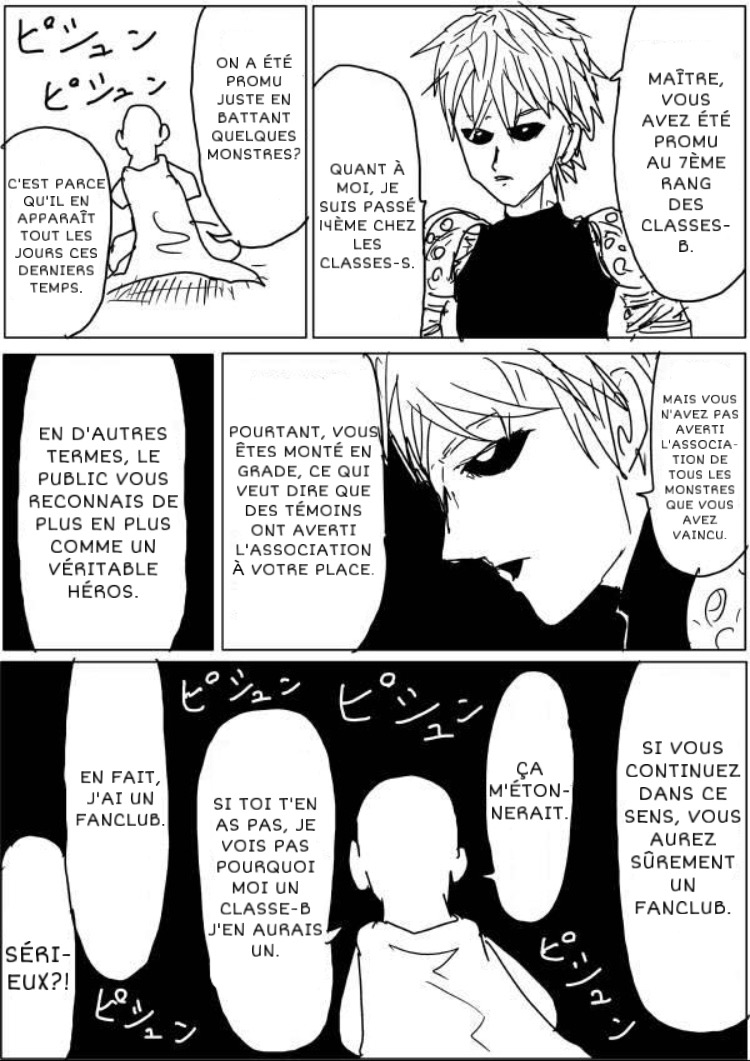 MAÎTRE,
VOUS
AVEZ ÉTÉ
PROMU
AU 7ÈME
RANG
DES
CLASSES-
B.
QUANT À
MOI, JE
SUIS PASSÉ
14ÈME CHEZ
LES
CLASSES-S.
ON A ÉTÉ
PROMU
JUSTE EN
BATTANT
QUELQUES
MONSTRES?
C'EST PARCE
QU'IL EN
APPARAÎT
TOUT LES
JOURS CES
DERNIERS
TEMPS.
ピシュン
ピシュン
MAIS VOUS
N'AVEZ PAS
AVERTI
L'ASSOCIA-
TION DE
TOUS LES
MONSTRES
QUE VOUS
AVEZ
VAINCU.
POURTANT, VOUS
ÊTES MONTÉ EN
GRADE, CE QUI
VEUT DIRE QUE
DES TÉMOINS
ONT AVERTI
L'ASSOCIATION
À VOTRE PLACE.
EN D'AUTRES
TERMES, LE
PUBLIC VOUS
RECONNAIS DE
PLUS EN PLUS
COMME UN
VÉRITABLE
HÉROS.
SI VOUS
CONTINUEZ
DANS CE
SENS, VOUS
AUREZ
SÛREMENT
UN
FANCLUB.
ÇA
M'ÉTON-
NERAIT.
SI TOI T'EN
AS PAS, JE
VOIS PAS
POURQUOI
MOI UN
CLASSE-B
J'EN AURAIS
UN.
EN FAIT,
J'AI UN
FANCLUB.
SÉRI-
EUX?!
ピシュン
ピシュン
ピシュン
ピシュン